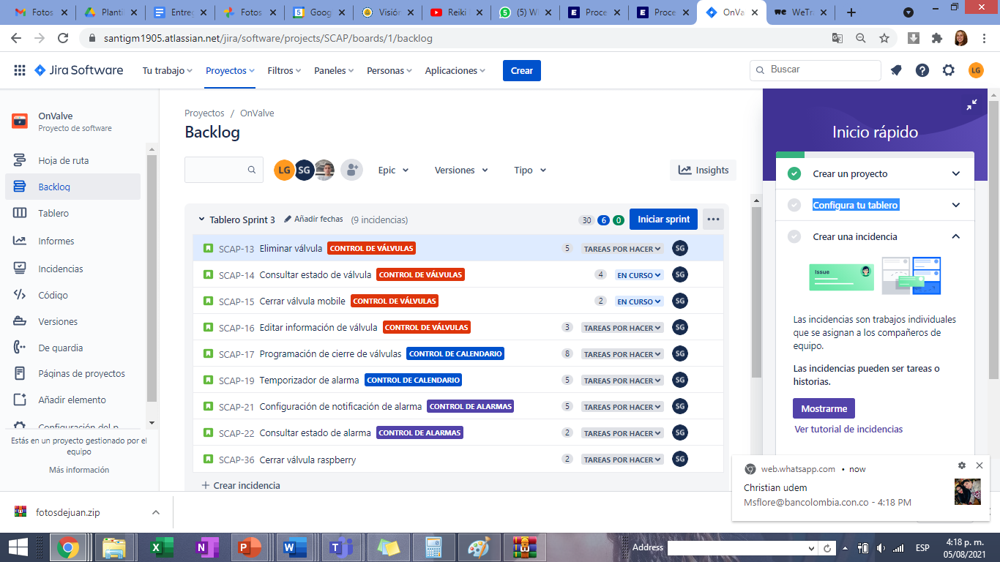 Fotos
Planti
Entreg
Fotos
Goog
Visión
Reiki
(5) W
Proce
Proce
OnVa
WeTra
santigm1905.atlassian.net/jira/software/projects/SCAP/boards/1/backlog
Jira Software
Tu trabajo
Proyectos
Filtros
Paneles
Personas
Aplicaciones
Crear
Buscar
LG
OnValve
Proyecto de software
Hoja de ruta
Backlog
Tablero
Informes
Incidencias
Código
Versiones
De guardia
Páginas de proyectos
Añadir elemento
Configuración del p
Estás en un proyecto gestionado por el
equipo
Más información
Proyectos / OnValve
Backlog
LG SG
Epic
Versiones
Tipo
Insights
Tablero Sprint 3 Añadir fechas (9 incidencias) 30 6 0 Iniciar sprint
SCAP-13 Eliminar válvula CONTROL DE VÁLVULAS 5 TAREAS POR HACER SG
SCAP-14 Consultar estado de válvula CONTROL DE VÁLVULAS 4 EN CURSO SG
SCAP-15 Cerrar válvula mobile CONTROL DE VÁLVULAS 2 EN CURSO SG
SCAP-16 Editar información de válvula CONTROL DE VÁLVULAS 3 TAREAS POR HACER SG
SCAP-17 Programación de cierre de válvulas CONTROL DE CALENDARIO 8 TAREAS POR HACER SG
SCAP-19 Temporizador de alarma CONTROL DE CALENDARIO 5 TAREAS POR HACER SG
SCAP-21 Configuración de notificación de alarma CONTROL DE ALARMAS 5 TAREAS POR HACER SG
SCAP-22 Consultar estado de alarma CONTROL DE ALARMAS 2 TAREAS POR HACER SG
SCAP-36 Cerrar válvula raspberry 2 TAREAS POR HACER SG
+ Crear incidencia
Inicio rápido
Crear un proyecto
Configura tu tablero
Crear una incidencia
Issue
Las incidencias son trabajos individuales
que se asignan a los compañeros de
equipo.
Las incidencias pueden ser tareas o
historias.
Mostrarme
Ver tutorial de incidencias
web.whatsapp.com • now
Christian udem
Msflore@bancolombia.con.co - 4:18 PM
fotosdejuan.zip
Address
ESP
4:18 p. m.
05/08/2021